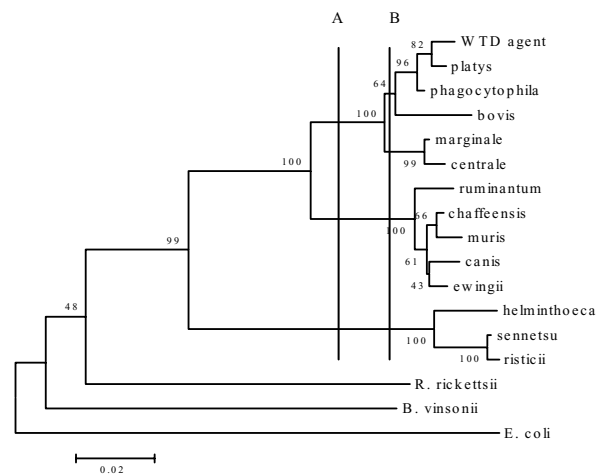 A B
82 WTD agent
96 platys
phagocytophila
64
bovis
100
marginale
99 centrale
100
ruminantum
66 chaffeensis
100 muris
61 canis
43 ewingii
99
helminthoeca
100 sennetsu
100 risticii
48
R. rickettsii
B. vinsonii
E. coli
0.02